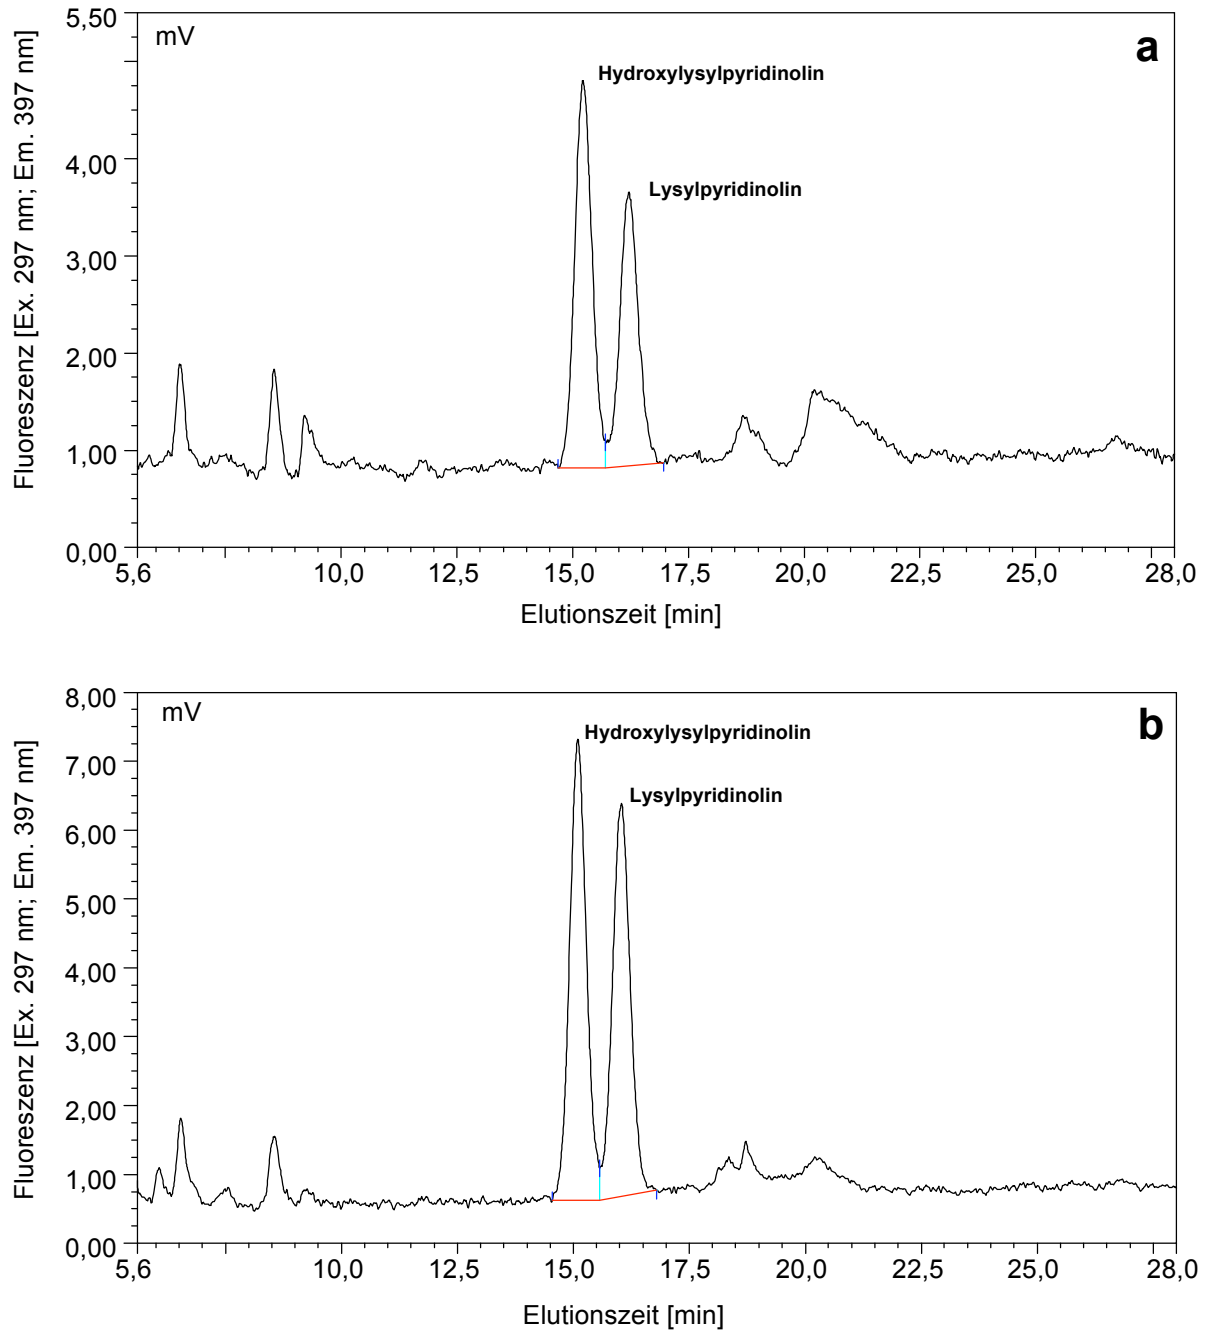 5,50
mV
a
Hydroxylysylpyridinolin
4,00
Lysylpyridinolin
3,00
2,00
1,00
0,00
Fluoreszenz [Ex. 297 nm; Em. 397 nm]
5,6
10,0
12,5
15,0
17,5
20,0
22,5
25,0
28,0
Elutionszeit [min]
8,00
mV
b
Hydroxylysylpyridinolin
7,00
Lysylpyridinolin
6,00
5,00
4,00
3,00
2,00
1,00
0,00
Fluoreszenz [Ex. 297 nm; Em. 397 nm]
5,6
10,0
12,5
15,0
17,5
20,0
22,5
25,0
28,0
Elutionszeit [min]